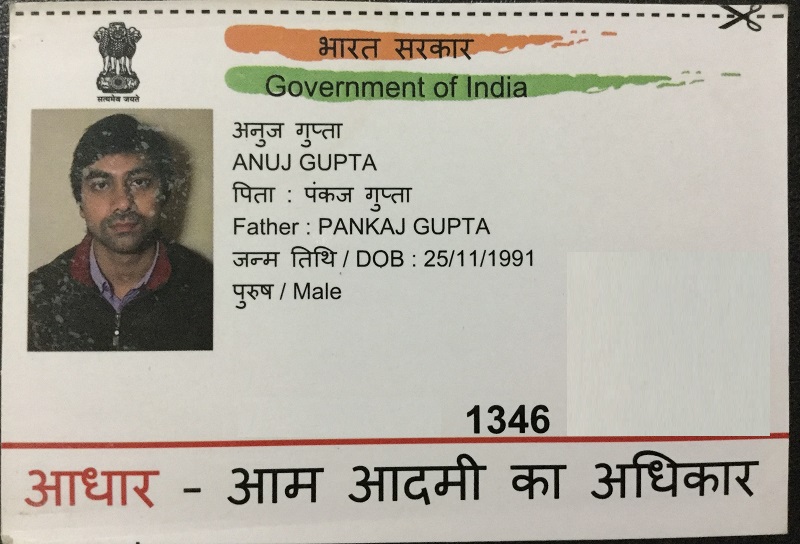 भारत सरकार
Government of India
सत्यमेव जयते
अनुज गुप्ता
ANUJ GUPTA
पिता : पंकज गुप्ता
Father : PANKAJ GUPTA
जन्म तिथि / DOB : 25/11/1991
पुरुष / Male
1346
आधार - आम आदमी का अधिकार